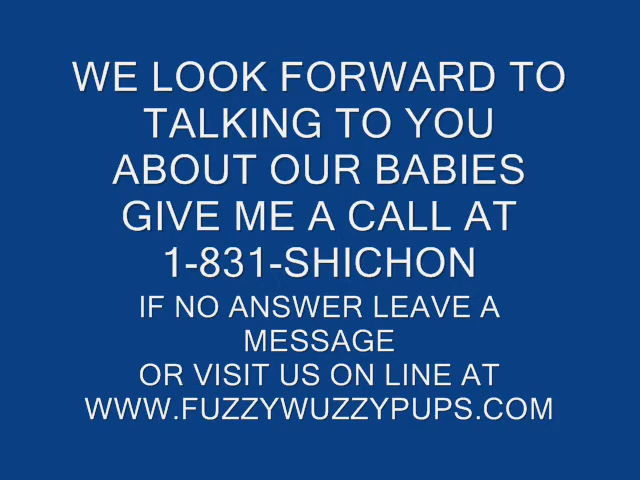 WE LOOK FORWARD TO
TALKING TO YOU
ABOUT OUR BABIES
GIVE ME A CALL AT
1-831-SHICHON
IF NO ANSWER LEAVE A
MESSAGE
OR VISIT US ON LINE AT
WWW.FUZZYWUZZYPUPS.COM